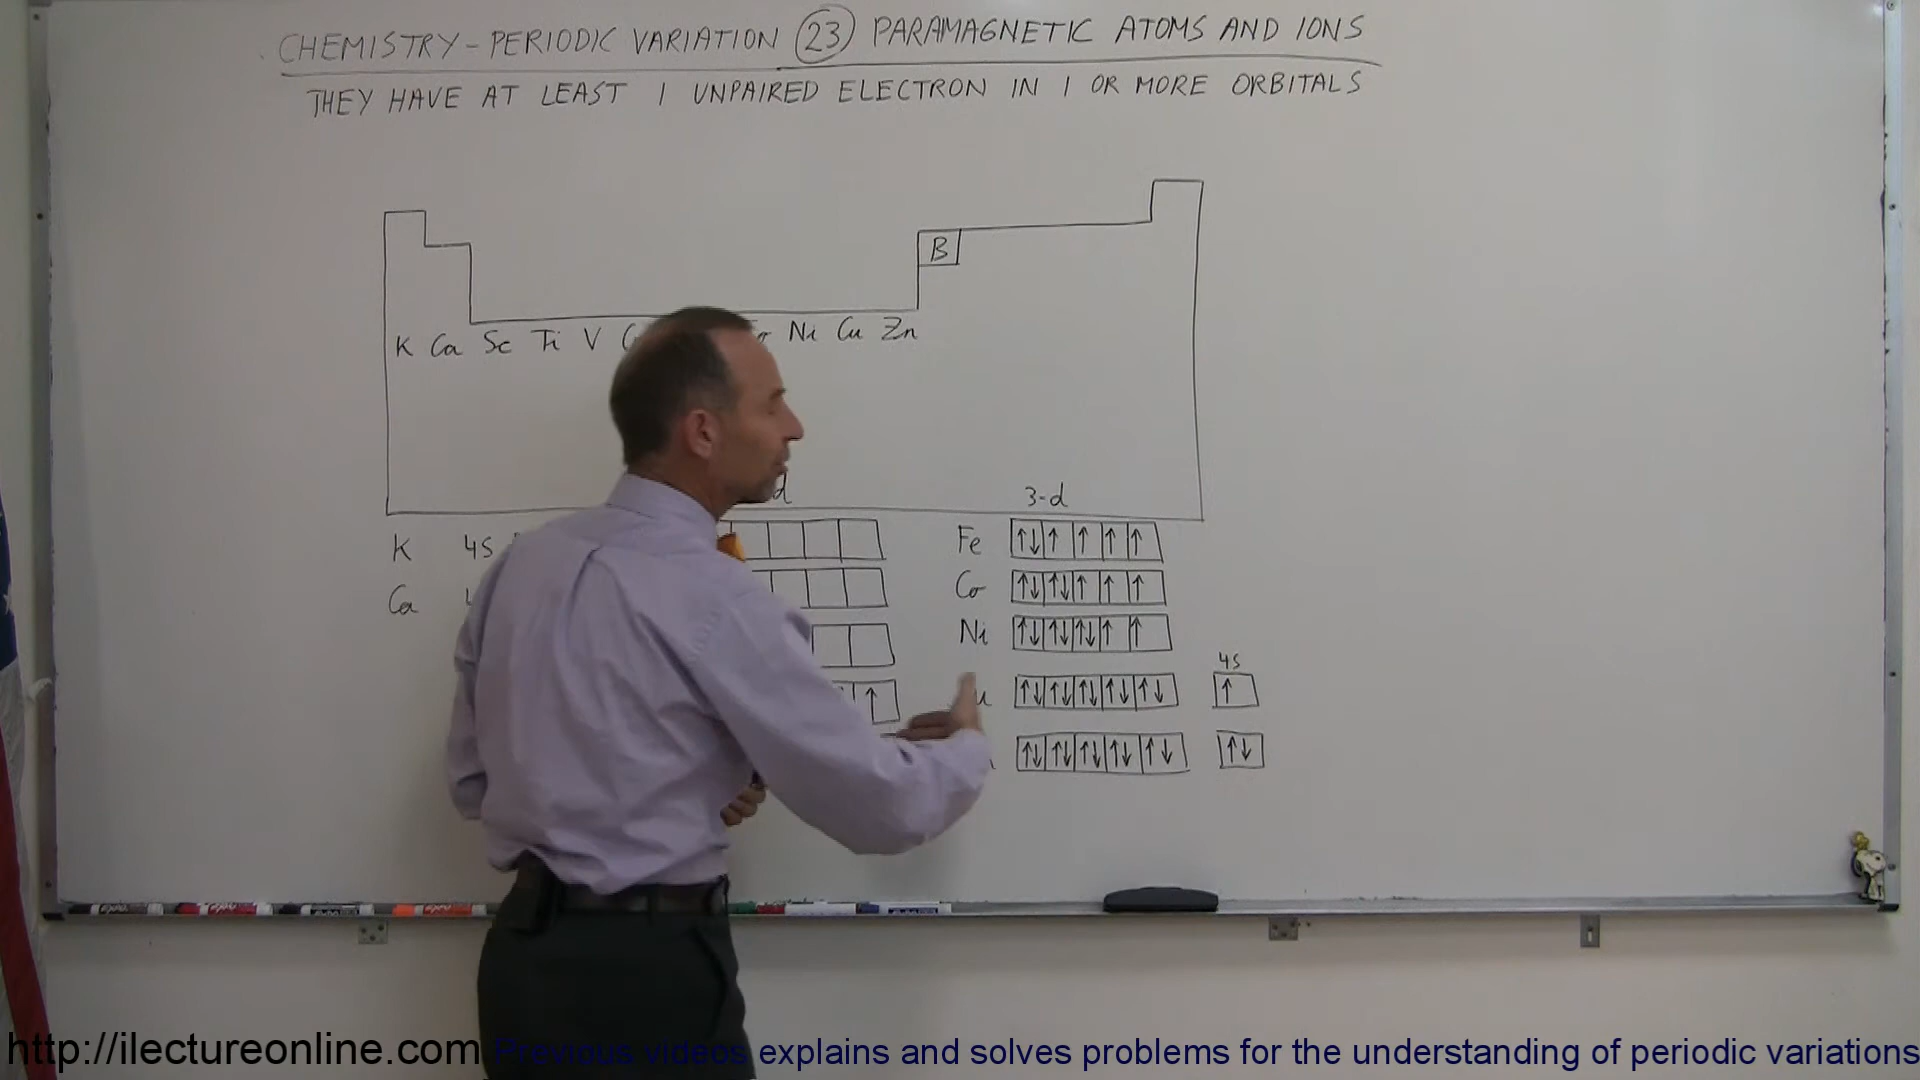 CHEMISTRY - PERIODIC VARIATION 23 PARAMAGNETIC ATOMS AND IONS
THEY HAVE AT LEAST 1 UNPAIRED ELECTRON IN 1 OR MORE ORBITALS
B
K Ca Sc Ti V Ni Cu Zn
3-d
K 4S
Fe ↑↓ ↑ ↑ ↑ ↑
Ca
Co ↑↓ ↑↓ ↑ ↑ ↑
Ni ↑↓ ↑↓ ↑↓ ↑ ↑
4S
↑
↑↓ ↑↓ ↑↓ ↑↓ ↑↓ ↑
↑↓ ↑↓ ↑↓ ↑↓ ↑↓ ↑↓
http://ilectureonline.com Previous videos explains and solves problems for the understanding of periodic variations